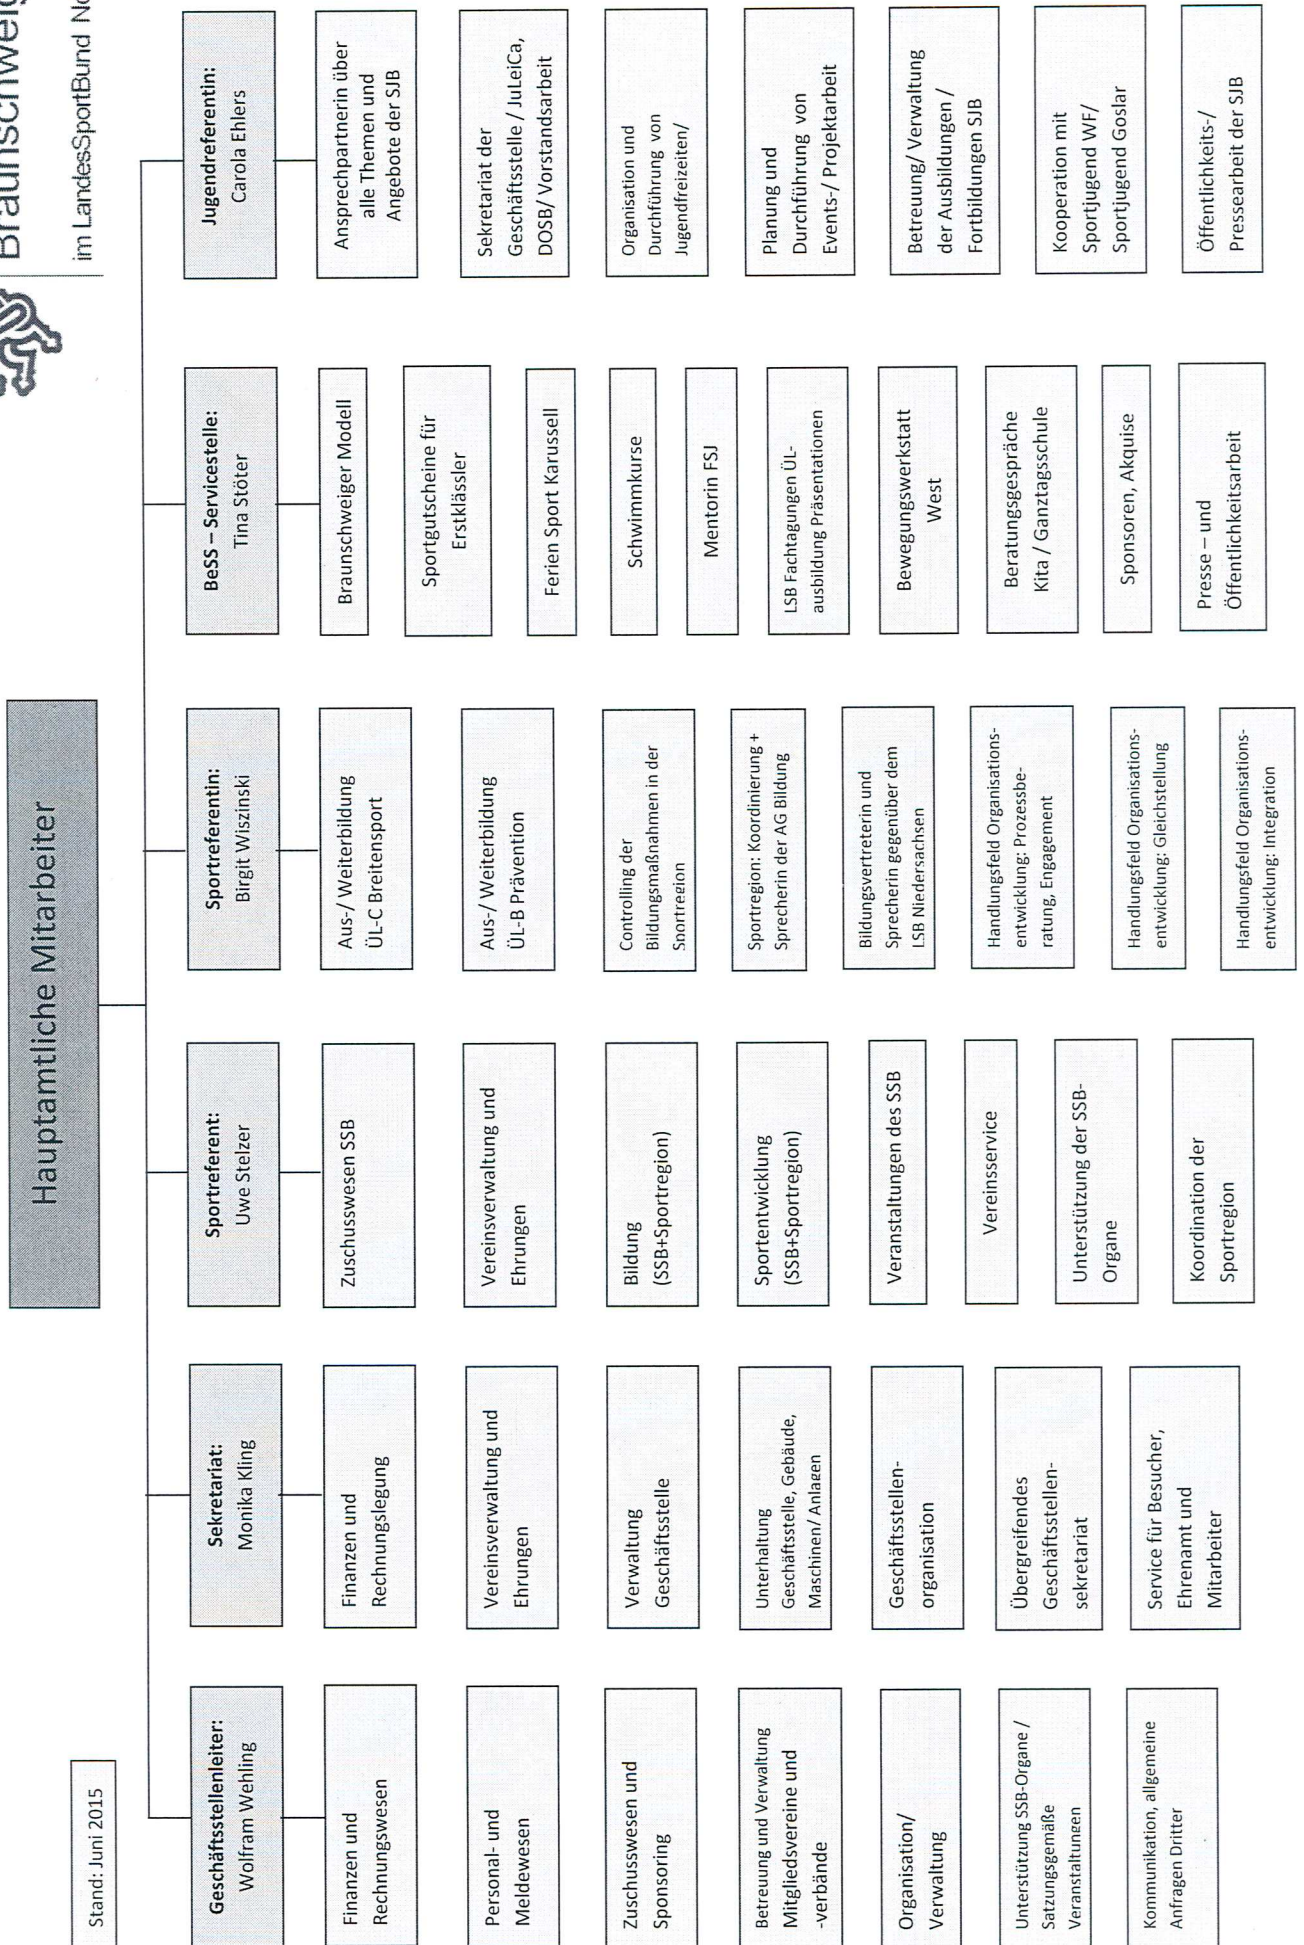 Braunschweig
im LandesSportBund
Hauptamtliche Mitarbeiter
Stand: Juni 2015
Geschäftsstellenleiter:
Wolfram Wehling
Finanzen und
Rechnungswesen
Personal- und
Meldewesen
Zuschusswesen und
Sponsoring
Betreuung und Verwaltung
Mitgliedsvereine und
-verbände
Organisation/
Verwaltung
Unterstützung SSB-Organe /
Satzungsgemäße
Veranstaltungen
Kommunikation, allgemeine
Anfragen Dritter
Sekretariat:
Monika Kling
Finanzen und
Rechnungslegung
Vereinsverwaltung und
Ehrungen
Verwaltung
Geschäftsstelle
Unterhaltung
Geschäftsstelle, Gebäude,
Maschinen/ Anlagen
Geschäftsstellen-
organisation
Übergreifendes
Geschäftsstellen-
sekretariat
Service für Besucher,
Ehrenamt und
Mitarbeiter
Sportreferent:
Uwe Stelzer
Zuschusswesen SSB
Vereinsverwaltung und
Ehrungen
Bildung
(SSB+Sportregion)
Sportentwicklung
(SSB+Sportregion)
Veranstaltungen des SSB
Vereinsservice
Unterstützung der SSB-
Organe
Koordination der
Sportregion
Sportreferentin:
Birgit Wiszinski
Aus-/ Weiterbildung
ÜL-C Breitensport
Aus-/ Weiterbildung
ÜL-B Prävention
Controlling der
Bildungsmaßnahmen in der
Sportregion
Sportregion: Koordinierung +
Sprecherin der AG Bildung
Bildungsvertreterin und
Sprecherin gegenüber dem
LSB Niedersachsen
Handlungsfeld Organisations-
entwicklung: Prozessbe-
ratung, Engagement
Handlungsfeld Organisations-
entwicklung: Gleichstellung
Handlungsfeld Organisations-
entwicklung: Integration
BeSS – Servicestelle:
Tina Stöter
Braunschweiger Modell
Sportgutscheine für
Erstklässler
Ferien Sport Karussell
Schwimmkurse
Mentorin FSJ
LSB Fachtagungen ÜL-
ausbildung Präsentationen
Bewegungswerkstatt
West
Beratungsgespräche
Kita / Ganztagsschule
Sponsoren, Akquise
Presse – und
Öffentlichkeitsarbeit
Jugendreferentin:
Carola Ehlers
Ansprechpartnerin über
alle Themen und
Angebote der SJB
Sekretariat der
Geschäftsstelle / JuLeiCa,
DOSB/ Vorstandsarbeit
Organisation und
Durchführung von
Jugendfreizeiten/
Planung und
Durchführung von
Events-/ Projektarbeit
Betreuung/ Verwaltung
der Ausbildungen /
Fortbildungen SJB
Kooperation mit
Sportjugend WF/
Sportjugend Goslar
Öffentlichkeits-/
Pressearbeit der SJB